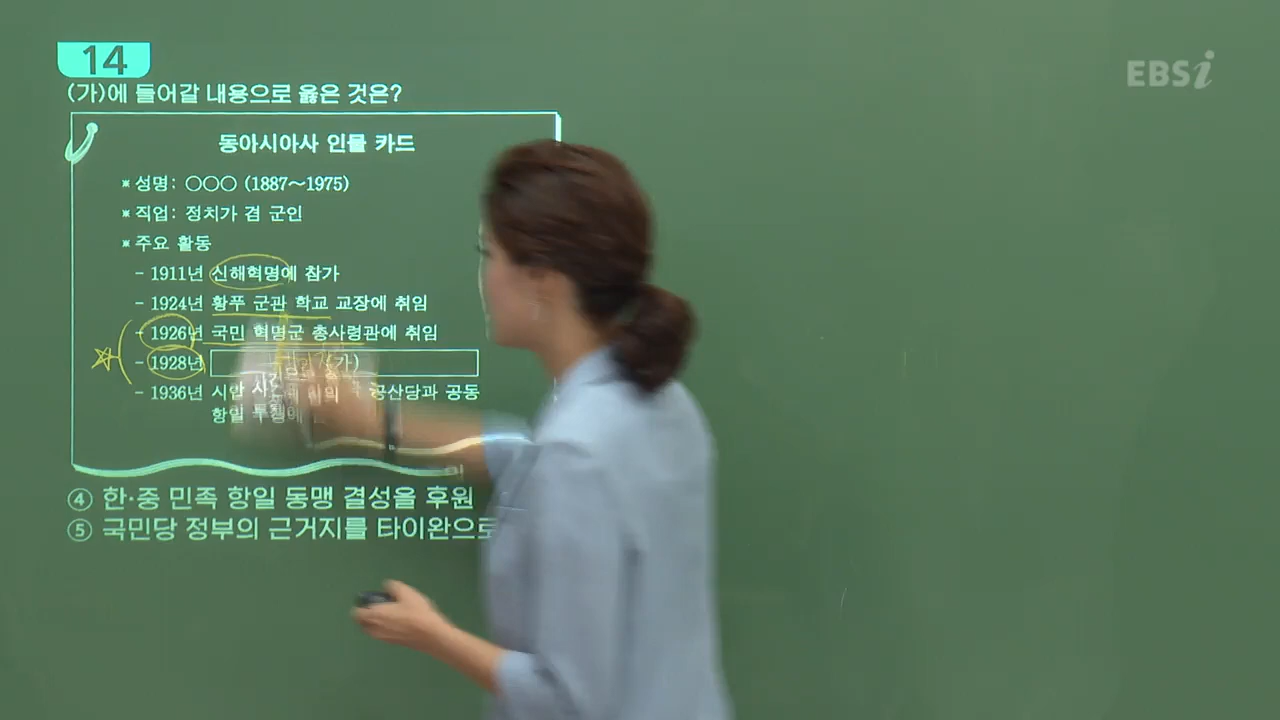 14
EBSi
(가)에 들어갈 내용으로 옳은 것은?
동아시아사 인물 카드
* 성명: ○○○ (1887~1975)
* 직업: 정치가 겸 군인
* 주요 활동
- 1911년 신해혁명에 참가
- 1924년 황푸 군관 학교 교장에 취임
- 1926년 국민 혁명군 총사령관에 취임
- 1928년 가)
- 1936년 시안 공산당과 공동
항일
④ 한·중 민족 항일 동맹 결성을 후원
⑤ 국민당 정부의 근거지를 타이완으로